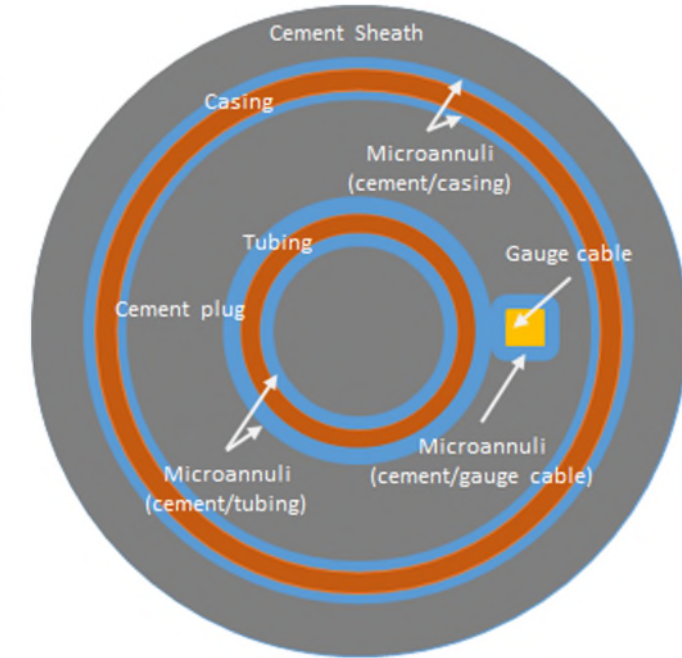 Cement Sheath
Casing
Microannuli
(cement/casing)
Tubing
Gauge cable
Cement plug
Microannuli
(cement/gauge cable)
Microannuli
(cement/tubing)